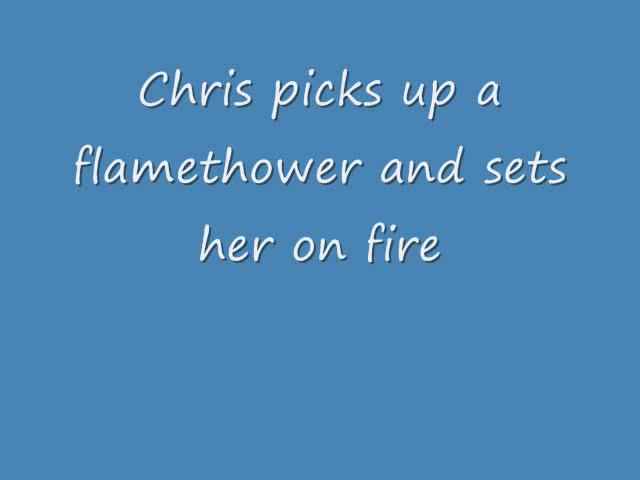 Chris picks up a
flamethower and sets
her on fire